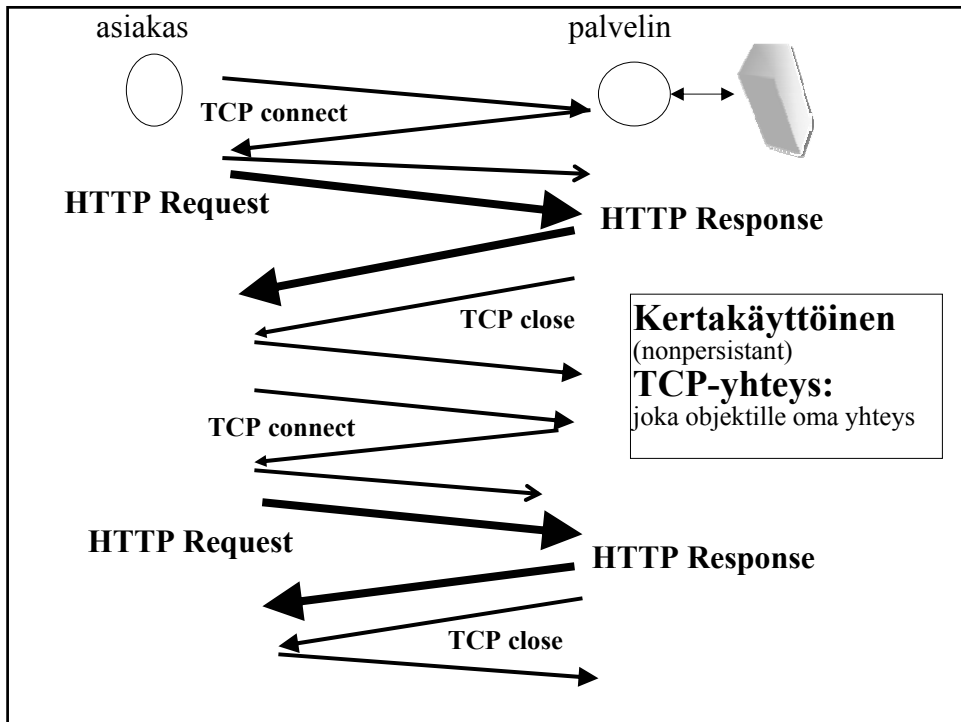 asiakas
palvelin
TCP connect
HTTP Request
HTTP Response
TCP close
Kertakäyttöinen
(nonpersistant)
TCP-yhteys:
joka objektille oma yhteys
TCP connect
HTTP Request
HTTP Response
TCP close